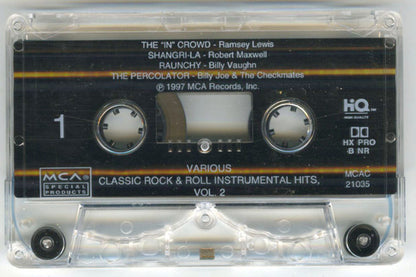 THE "IN" CROWD - Ramsey Lewis
SHANGRI-LA - Robert Maxwell
RAUNCHY - Billy Vaughn
THE PERCOLATOR - Billy Joe & The Checkmates
℗ 1997 MCA Records, Inc.
HQ™
HIGH QUALITY
1
HX PRO
B NR
VARIOUS
CLASSIC ROCK & ROLL INSTRUMENTAL HITS,
VOL. 2
MCA
SPECIAL
PRODUCTS
MCAC
21035